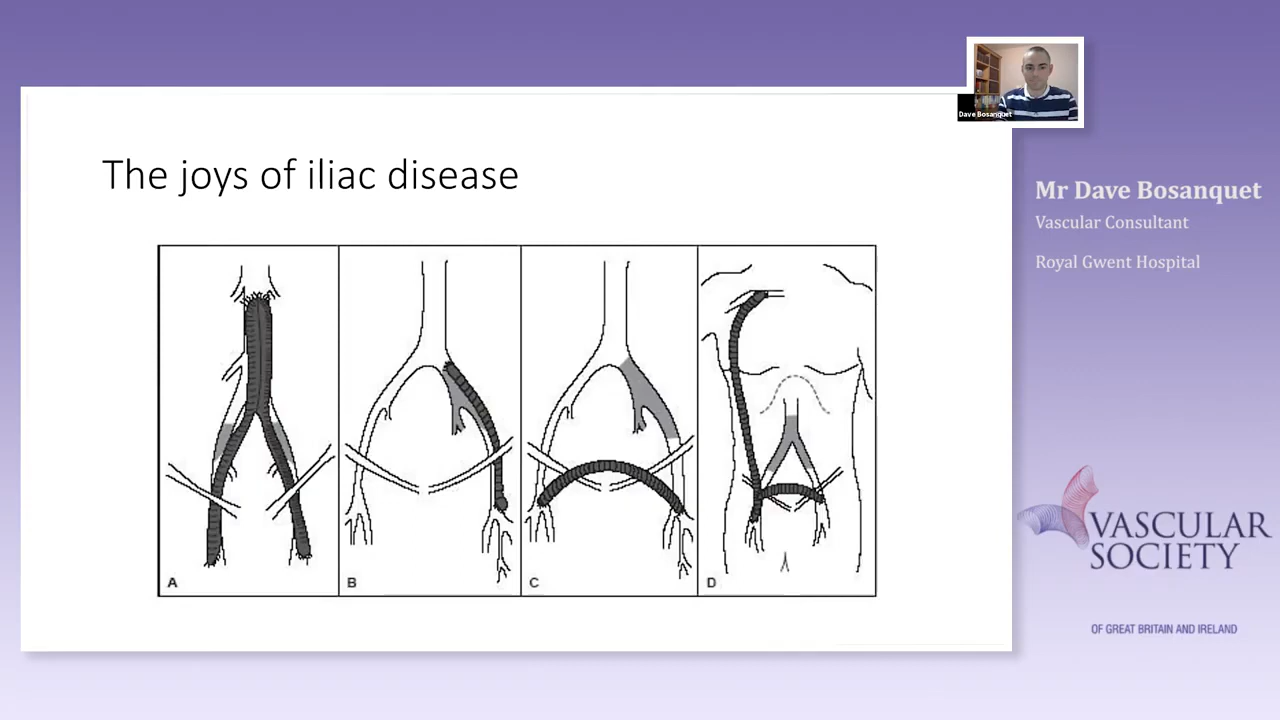 The joys of iliac disease
A
B
C
D
Dave Bosanquet
Mr Dave Bosanquet
Vascular Consultant
Royal Gwent Hospital
VASCULAR
SOCIETY
OF GREAT BRITAIN AND IRELAND